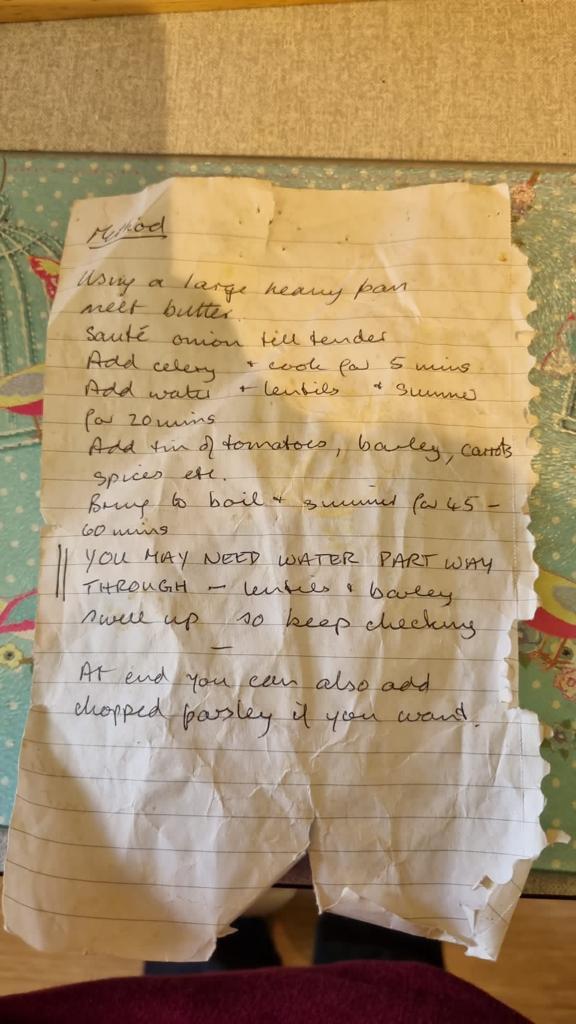 Method
Using a large heavy pan
melt butter.
Sauté onion till tender
Add celery + cook for 5 mins
Add water + lentils + simmer
for 20 mins
Add tin of tomatoes, barley, carrots
spices etc.
Bring to boil + simmer for 45 -
60 mins
YOU MAY NEED WATER PART WAY
THROUGH - lentils + barley
swell up so keep checking
—
At end you can also add
chopped parsley if you want.